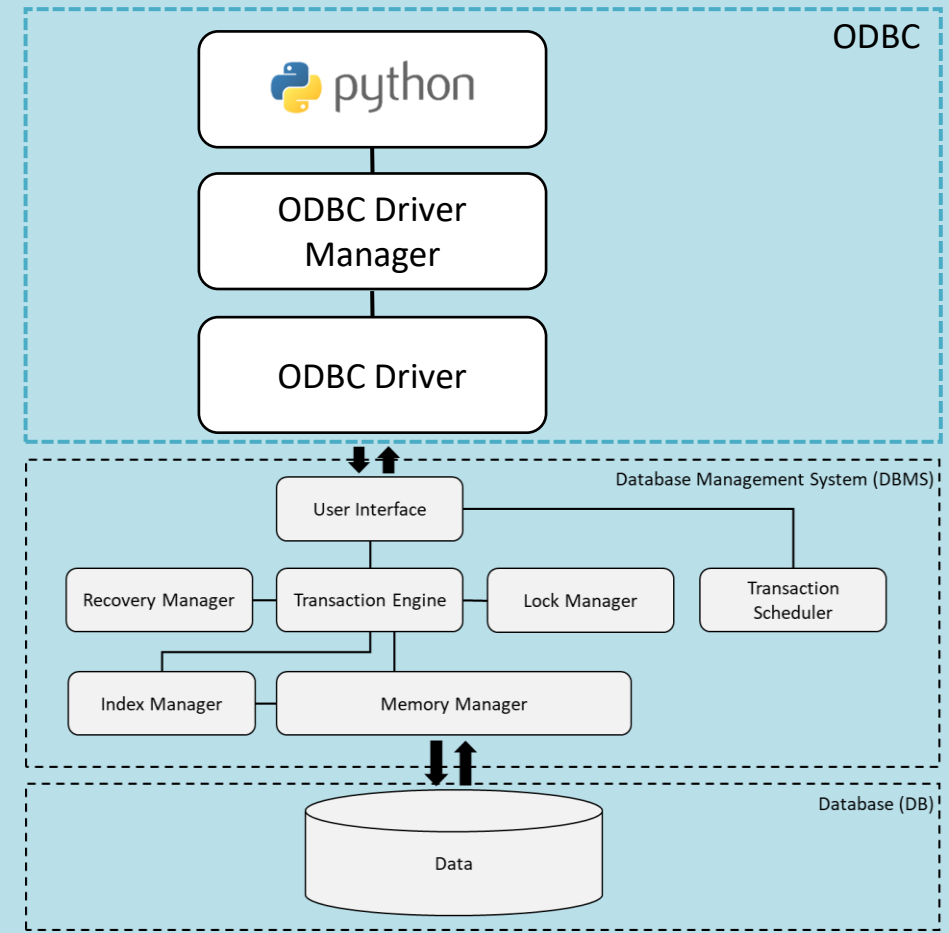 ODBC
python
ODBC Driver
Manager
ODBC Driver
Database Management System (DBMS)
User Interface
Recovery Manager
Transaction Engine
Lock Manager
Transaction
Scheduler
Index Manager
Memory Manager
Database (DB)
Data